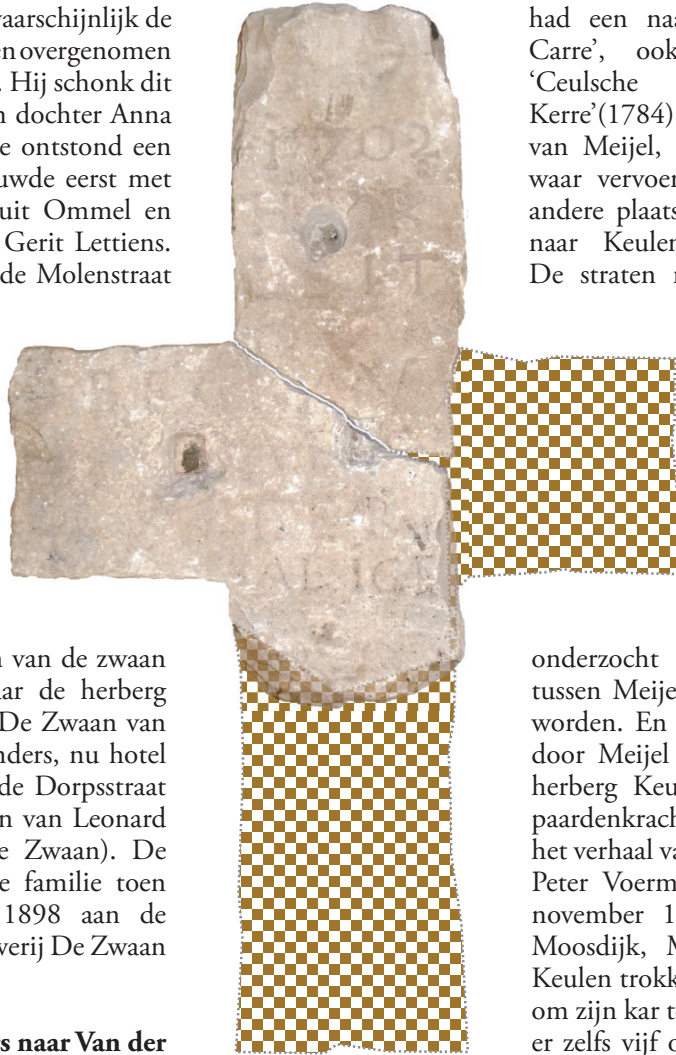 aarschijnlijk de
en overgenomen
. Hij schonk dit
n dochter Anna
e ontstond een
uwde eerst met
uit Ommel en
Gerit Lettiens.
de Molenstraat
n van de zwaan
ar de herberg
De Zwaan van
nders, nu hotel
de Dorpsstraat
n van Leonard
e Zwaan). De
e familie toen
1898 aan de
werij De Zwaan
rs naar Van der
had een naa
Carre', ook
'Ceulsche
Kerre'(1784)
van Meijel,
waar vervoer
andere plaats
naar Keulen
De straten r
onderzocht
tussen Meije
worden. En
door Meijel
herberg Keu
paardenkrach
het verhaal va
Peter Voerm
november 1
Moosdijk, M
Keulen trokk
om zijn kar te
er zelfs vijf o
1702